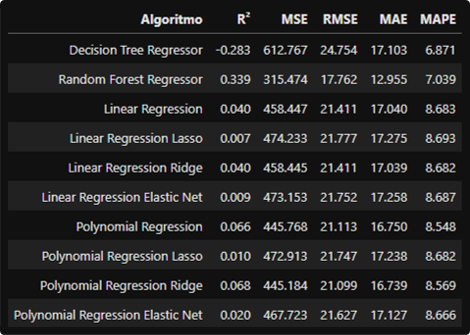 Algoritmo R² MSE RMSE MAE MAPE
Decision Tree Regressor -0.283 612.767 24.754 17.103 6.871
Random Forest Regressor 0.339 315.474 17.762 12.955 7.039
Linear Regression 0.040 458.447 21.411 17.040 8.683
Linear Regression Lasso 0.007 474.233 21.777 17.275 8.693
Linear Regression Ridge 0.040 458.445 21.411 17.039 8.682
Linear Regression Elastic Net 0.009 473.153 21.752 17.258 8.687
Polynomial Regression 0.066 445.768 21.113 16.750 8.548
Polynomial Regression Lasso 0.010 472.913 21.747 17.238 8.682
Polynomial Regression Ridge 0.068 445.184 21.099 16.739 8.569
Polynomial Regression Elastic Net 0.020 467.723 21.627 17.127 8.666